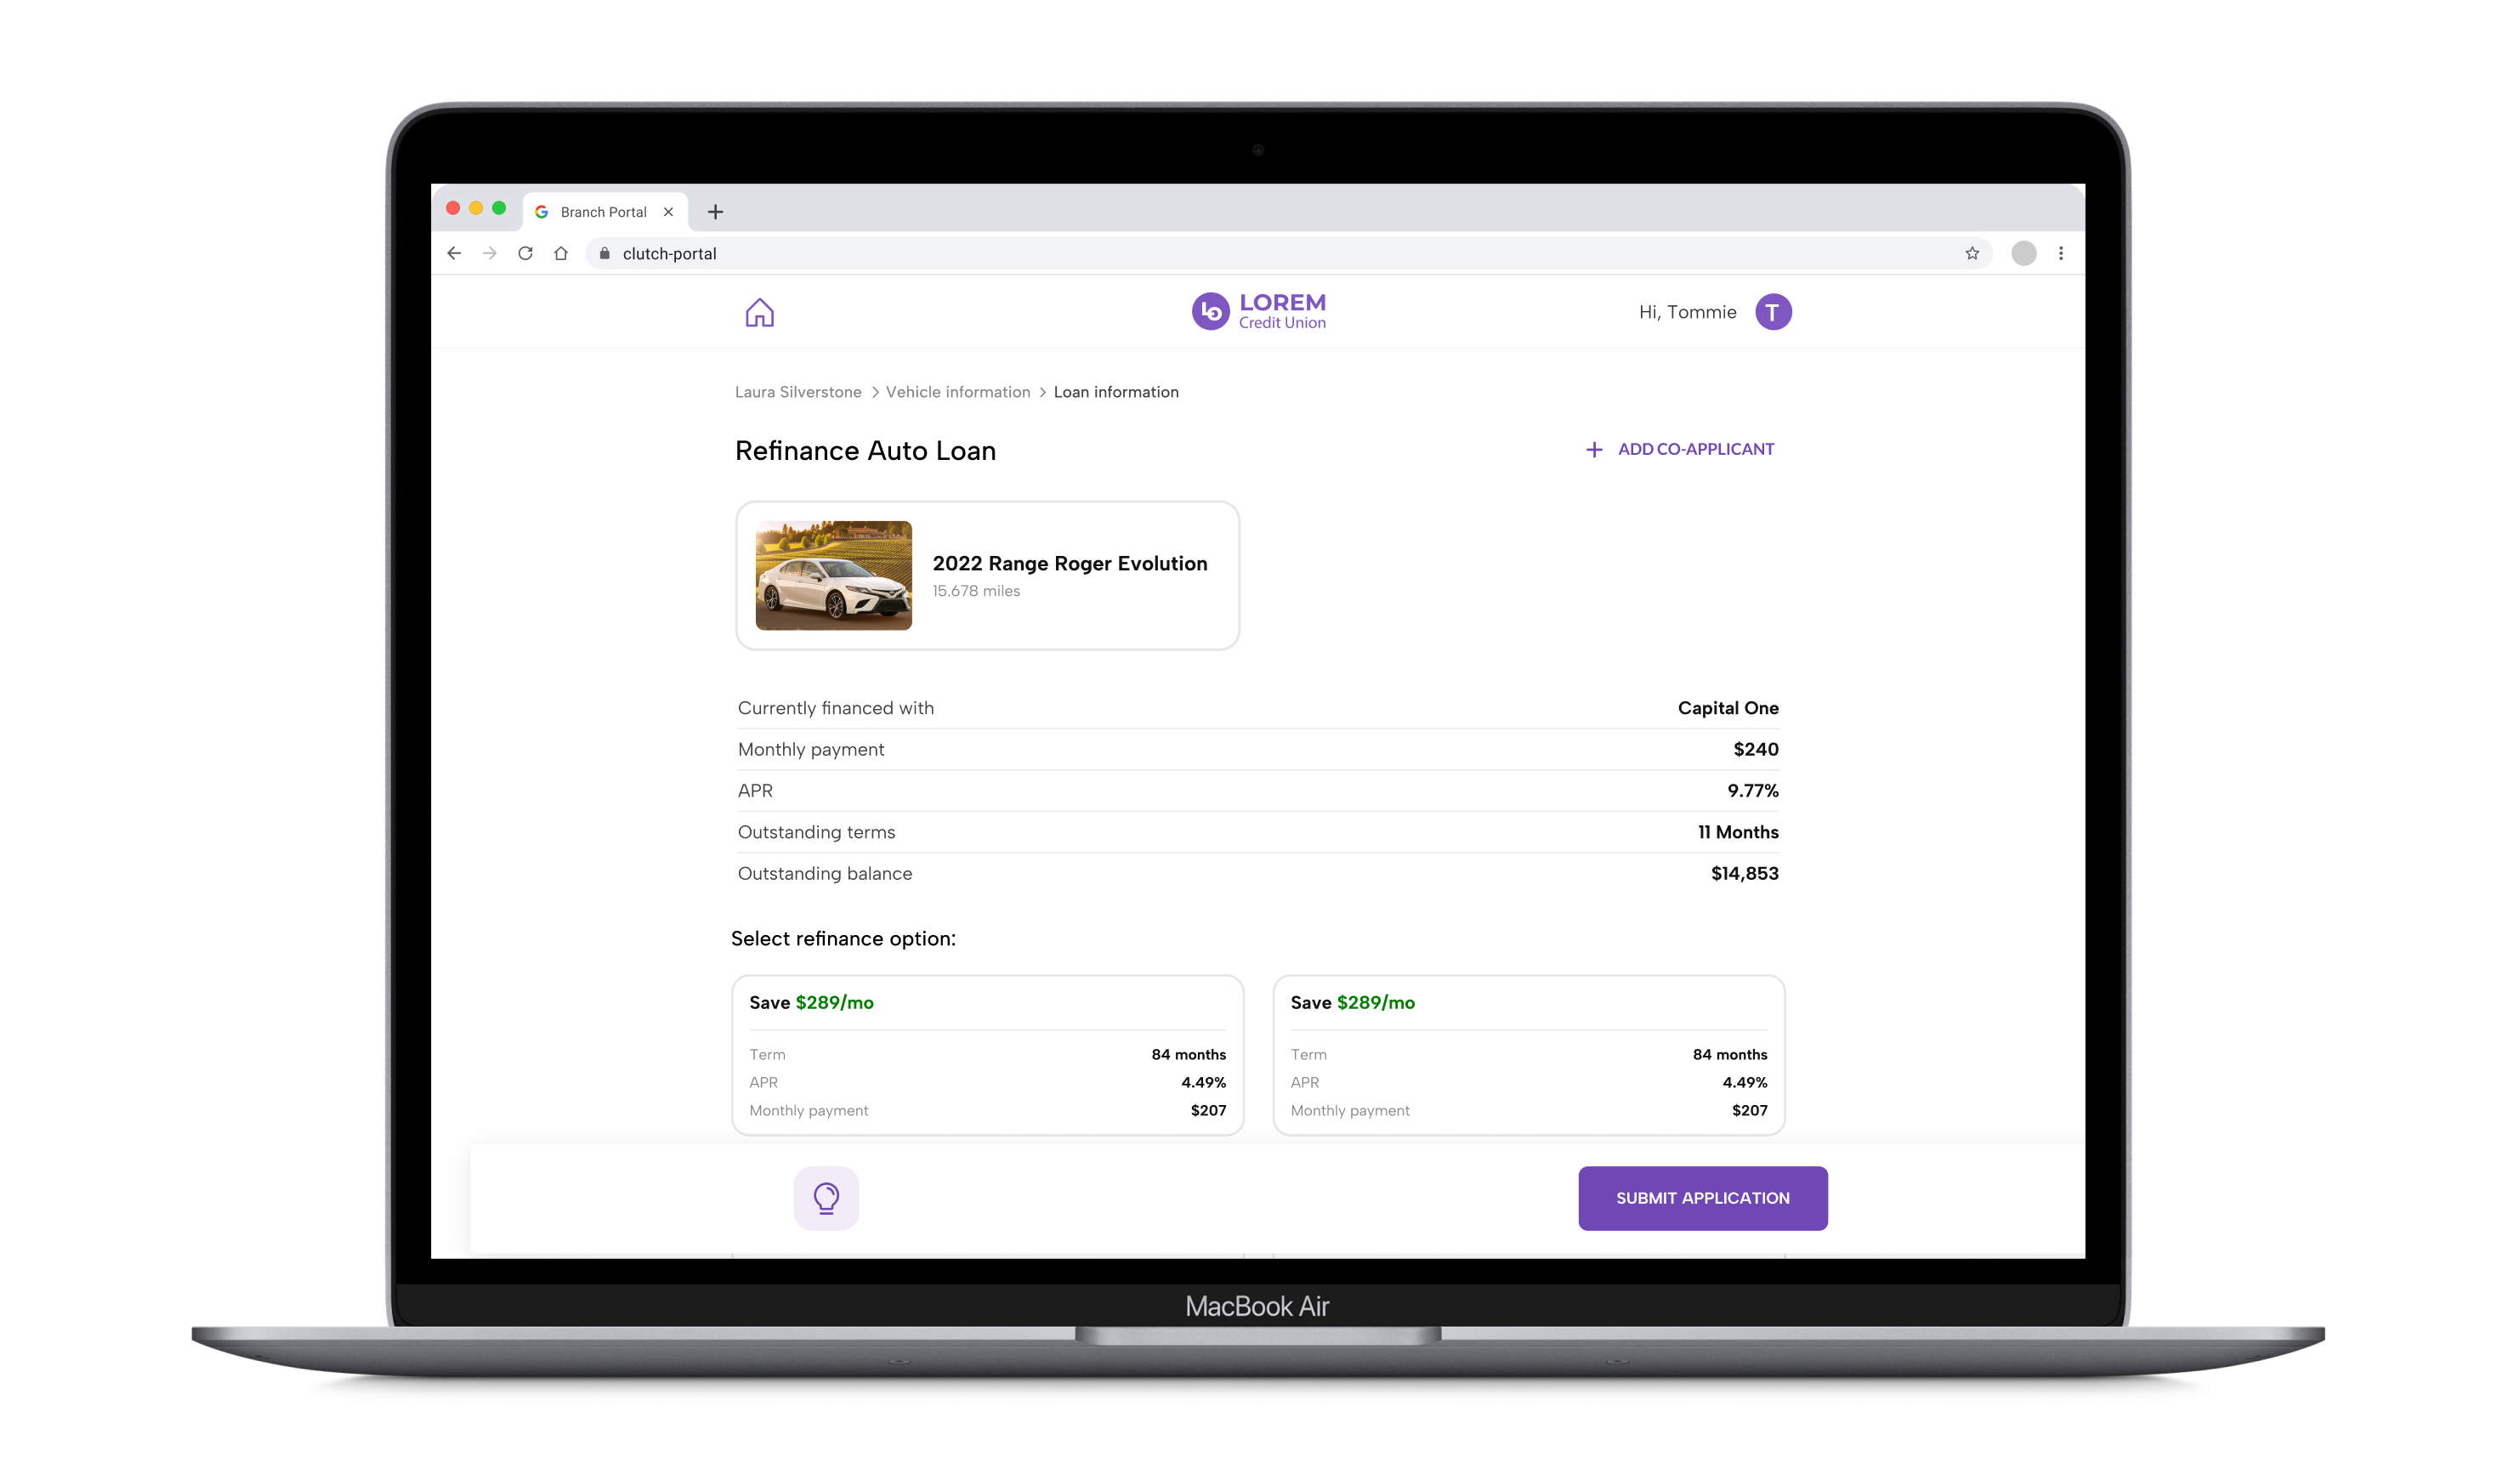 Branch Portal
clutch-portal
LOREM
Credit Union
Hi, Tommie
T
Laura Silverstone > Vehicle information > Loan information
Refinance Auto Loan
+ ADD CO-APPLICANT
2022 Range Roger Evolution
15.678 miles
Currently financed with Capital One
Monthly payment $240
APR 9.77%
Outstanding terms 11 Months
Outstanding balance $14,853
Select refinance option:
Save $289/mo
Term 84 months
APR 4.49%
Monthly payment $207
Save $289/mo
Term 84 months
APR 4.49%
Monthly payment $207
SUBMIT APPLICATION
MacBook Air